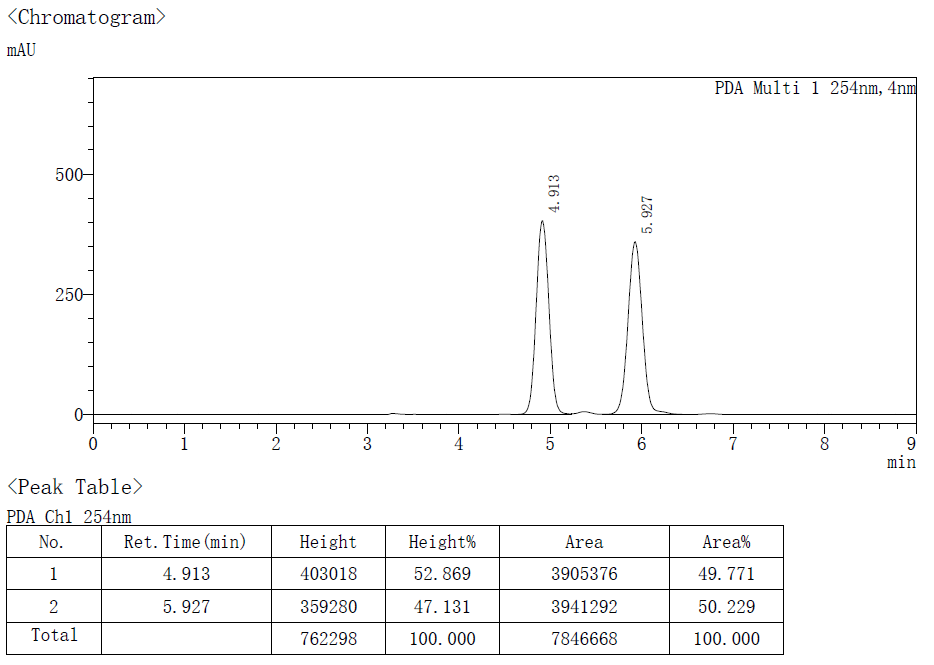 <Chromatogram>
mAU
PDA Multi 1 254nm,4nm
500
250
0
4.913
5.927
0 1 2 3 4 5 6 7 8 9
min
<Peak Table>
PDA Ch1 254nm
No. Ret.Time(min) Height Height% Area Area%
1 4.913 403018 52.869 3905376 49.771
2 5.927 359280 47.131 3941292 50.229
Total 762298 100.000 7846668 100.000